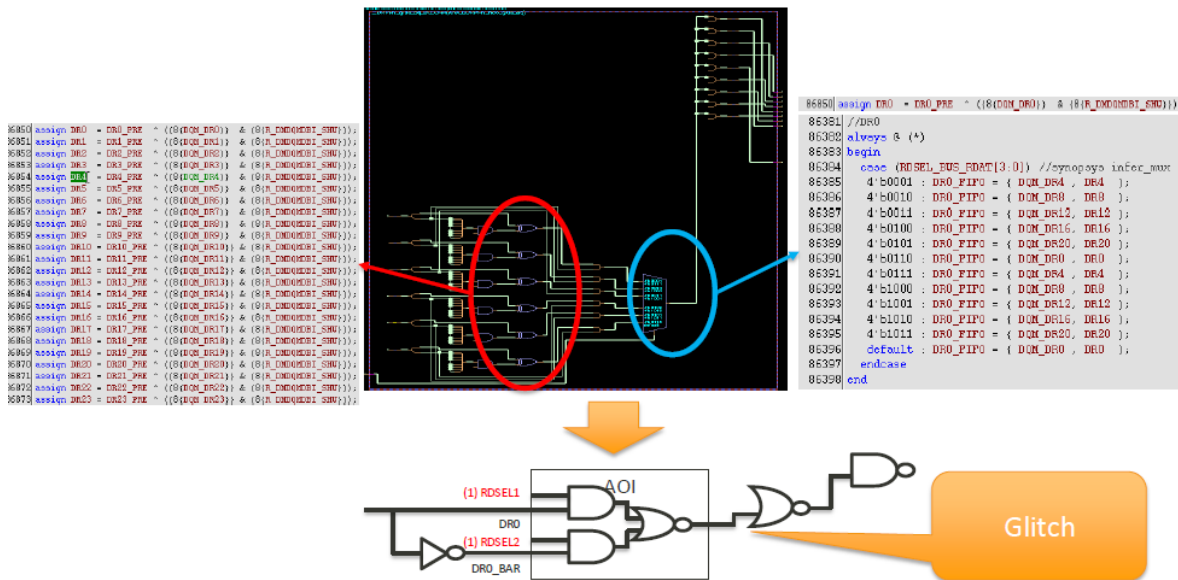 86850 assign DR0 = DR0_PRE ^ ({8{DQM_DR0}} & {8{R_DMDQMDBI_SHU}});
86851 assign DR1 = DR1_PRE ^ ({8{DQM_DR1}} & {8{R_DMDQMDBI_SHU}});
86852 assign DR2 = DR2_PRE ^ ({8{DQM_DR2}} & {8{R_DMDQMDBI_SHU}});
86853 assign DR3 = DR3_PRE ^ ({8{DQM_DR3}} & {8{R_DMDQMDBI_SHU}});
86854 assign DR4 = DR4_PRE ^ ({8{DQM_DR4}} & {8{R_DMDQMDBI_SHU}});
86855 assign DR5 = DR5_PRE ^ ({8{DQM_DR5}} & {8{R_DMDQMDBI_SHU}});
86856 assign DR6 = DR6_PRE ^ ({8{DQM_DR6}} & {8{R_DMDQMDBI_SHU}});
86857 assign DR7 = DR7_PRE ^ ({8{DQM_DR7}} & {8{R_DMDQMDBI_SHU}});
86858 assign DR8 = DR8_PRE ^ ({8{DQM_DR8}} & {8{R_DMDQMDBI_SHU}});
86859 assign DR9 = DR9_PRE ^ ({8{DQM_DR9}} & {8{R_DMDQMDBI_SHU}});
86860 assign DR10 = DR10_PRE ^ ({8{DQM_DR10}} & {8{R_DMDQMDBI_SHU}});
86861 assign DR11 = DR11_PRE ^ ({8{DQM_DR11}} & {8{R_DMDQMDBI_SHU}});
86862 assign DR12 = DR12_PRE ^ ({8{DQM_DR12}} & {8{R_DMDQMDBI_SHU}});
86863 assign DR13 = DR13_PRE ^ ({8{DQM_DR13}} & {8{R_DMDQMDBI_SHU}});
86864 assign DR14 = DR14_PRE ^ ({8{DQM_DR14}} & {8{R_DMDQMDBI_SHU}});
86865 assign DR15 = DR15_PRE ^ ({8{DQM_DR15}} & {8{R_DMDQMDBI_SHU}});
86866 assign DR16 = DR16_PRE ^ ({8{DQM_DR16}} & {8{R_DMDQMDBI_SHU}});
86867 assign DR17 = DR17_PRE ^ ({8{DQM_DR17}} & {8{R_DMDQMDBI_SHU}});
86868 assign DR18 = DR18_PRE ^ ({8{DQM_DR18}} & {8{R_DMDQMDBI_SHU}});
86869 assign DR19 = DR19_PRE ^ ({8{DQM_DR19}} & {8{R_DMDQMDBI_SHU}});
86870 assign DR20 = DR20_PRE ^ ({8{DQM_DR20}} & {8{R_DMDQMDBI_SHU}});
86871 assign DR21 = DR21_PRE ^ ({8{DQM_DR21}} & {8{R_DMDQMDBI_SHU}});
86872 assign DR22 = DR22_PRE ^ ({8{DQM_DR22}} & {8{R_DMDQMDBI_SHU}});
86873 assign DR23 = DR23_PRE ^ ({8{DQM_DR23}} & {8{R_DMDQMDBI_SHU}});
86850 assign DR0 = DR0_PRE ^ ({8{DQM_DR0}} & {8{R_DMDQMDBI_SHU}})
86381 //DR0
86382 always @ (*)
86383 begin
86384 case (RDSEL_BUS_RDAT[3:0]) //synopsys infer_mux
86385 4'b0001 : DR0_FIFO = { DQM_DR4 , DR4 };
86386 4'b0010 : DR0_FIFO = { DQM_DR8 , DR8 };
86387 4'b0011 : DR0_FIFO = { DQM_DR12, DR12 };
86388 4'b0100 : DR0_FIFO = { DQM_DR16, DR16 };
86389 4'b0101 : DR0_FIFO = { DQM_DR20, DR20 };
86390 4'b0110 : DR0_FIFO = { DQM_DR0 , DR0 };
86391 4'b0111 : DR0_FIFO = { DQM_DR4 , DR4 };
86392 4'b1000 : DR0_FIFO = { DQM_DR8 , DR8 };
86393 4'b1001 : DR0_FIFO = { DQM_DR12, DR12 };
86394 4'b1010 : DR0_FIFO = { DQM_DR16, DR16 };
86395 4'b1011 : DR0_FIFO = { DQM_DR20, DR20 };
86396 default : DR0_FIFO = { DQM_DR0 , DR0 };
86397 endcase
86398 end
AOI
(1) RDSEL1
DR0
(1) RDSEL2
DR0_BAR
Glitch